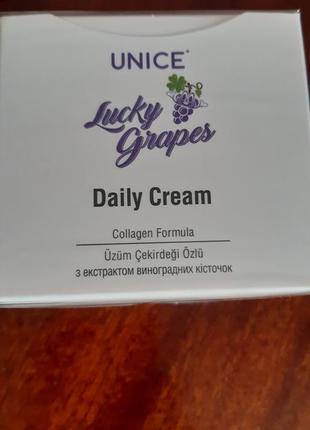 UNICE®
Lucky
Grapes
Daily Cream
Collagen Formula
Üzüm Çekirdeği Özlü
з екстрактом виноградних кісточок